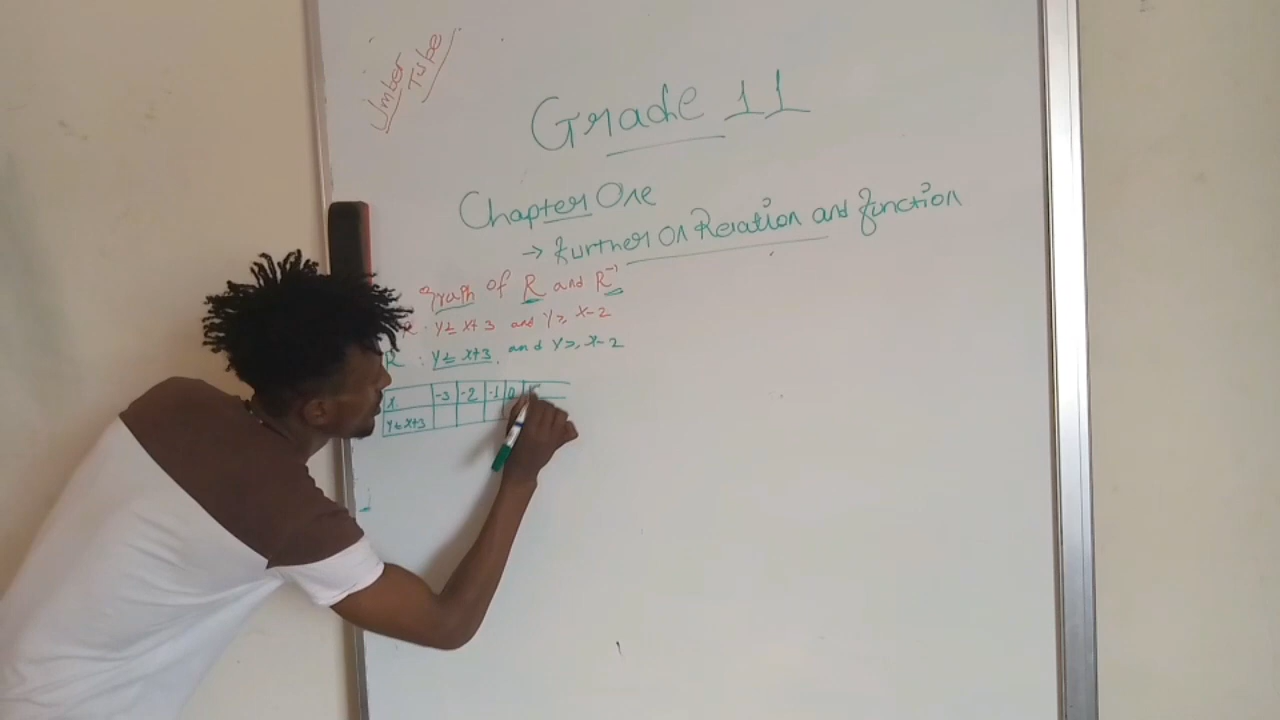 Umber
Tube
Grade 11
Chapter One
→ Further On Relation and function
graph of R and R⁻¹
R : y ≤ x+3 and y ≥ x-2
R : y ≤ x+3 and y ≥ x-2
x -3 -2 -1 0
y ≤ x+3